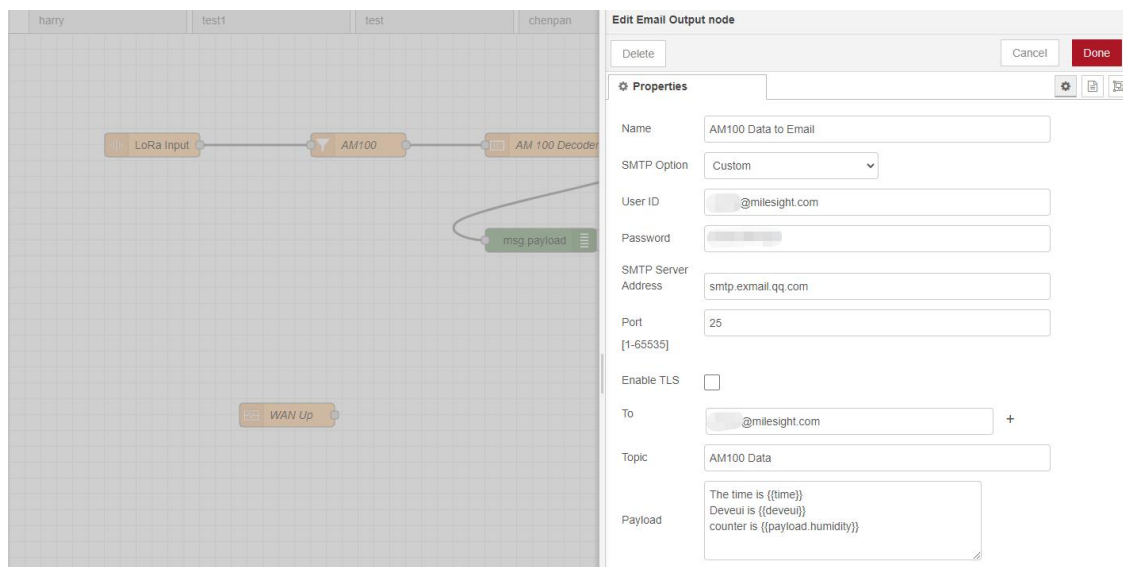 harry
test1
test
chenpan
LoRa Input
AM100
AM 100 Decoder
msg.payload
WAN Up
Edit Email Output node
Delete
Cancel
Done
Properties
Name
AM100 Data to Email
SMTP Option
Custom
User ID
@milesight.com
Password
SMTP Server
Address
smtp.exmail.qq.com
Port
25
[1-65535]
Enable TLS
To
@milesight.com
+
Topic
AM100 Data
Payload
The time is {{time}}
Deveui is {{deveui}}
counter is {{payload.humidity}}